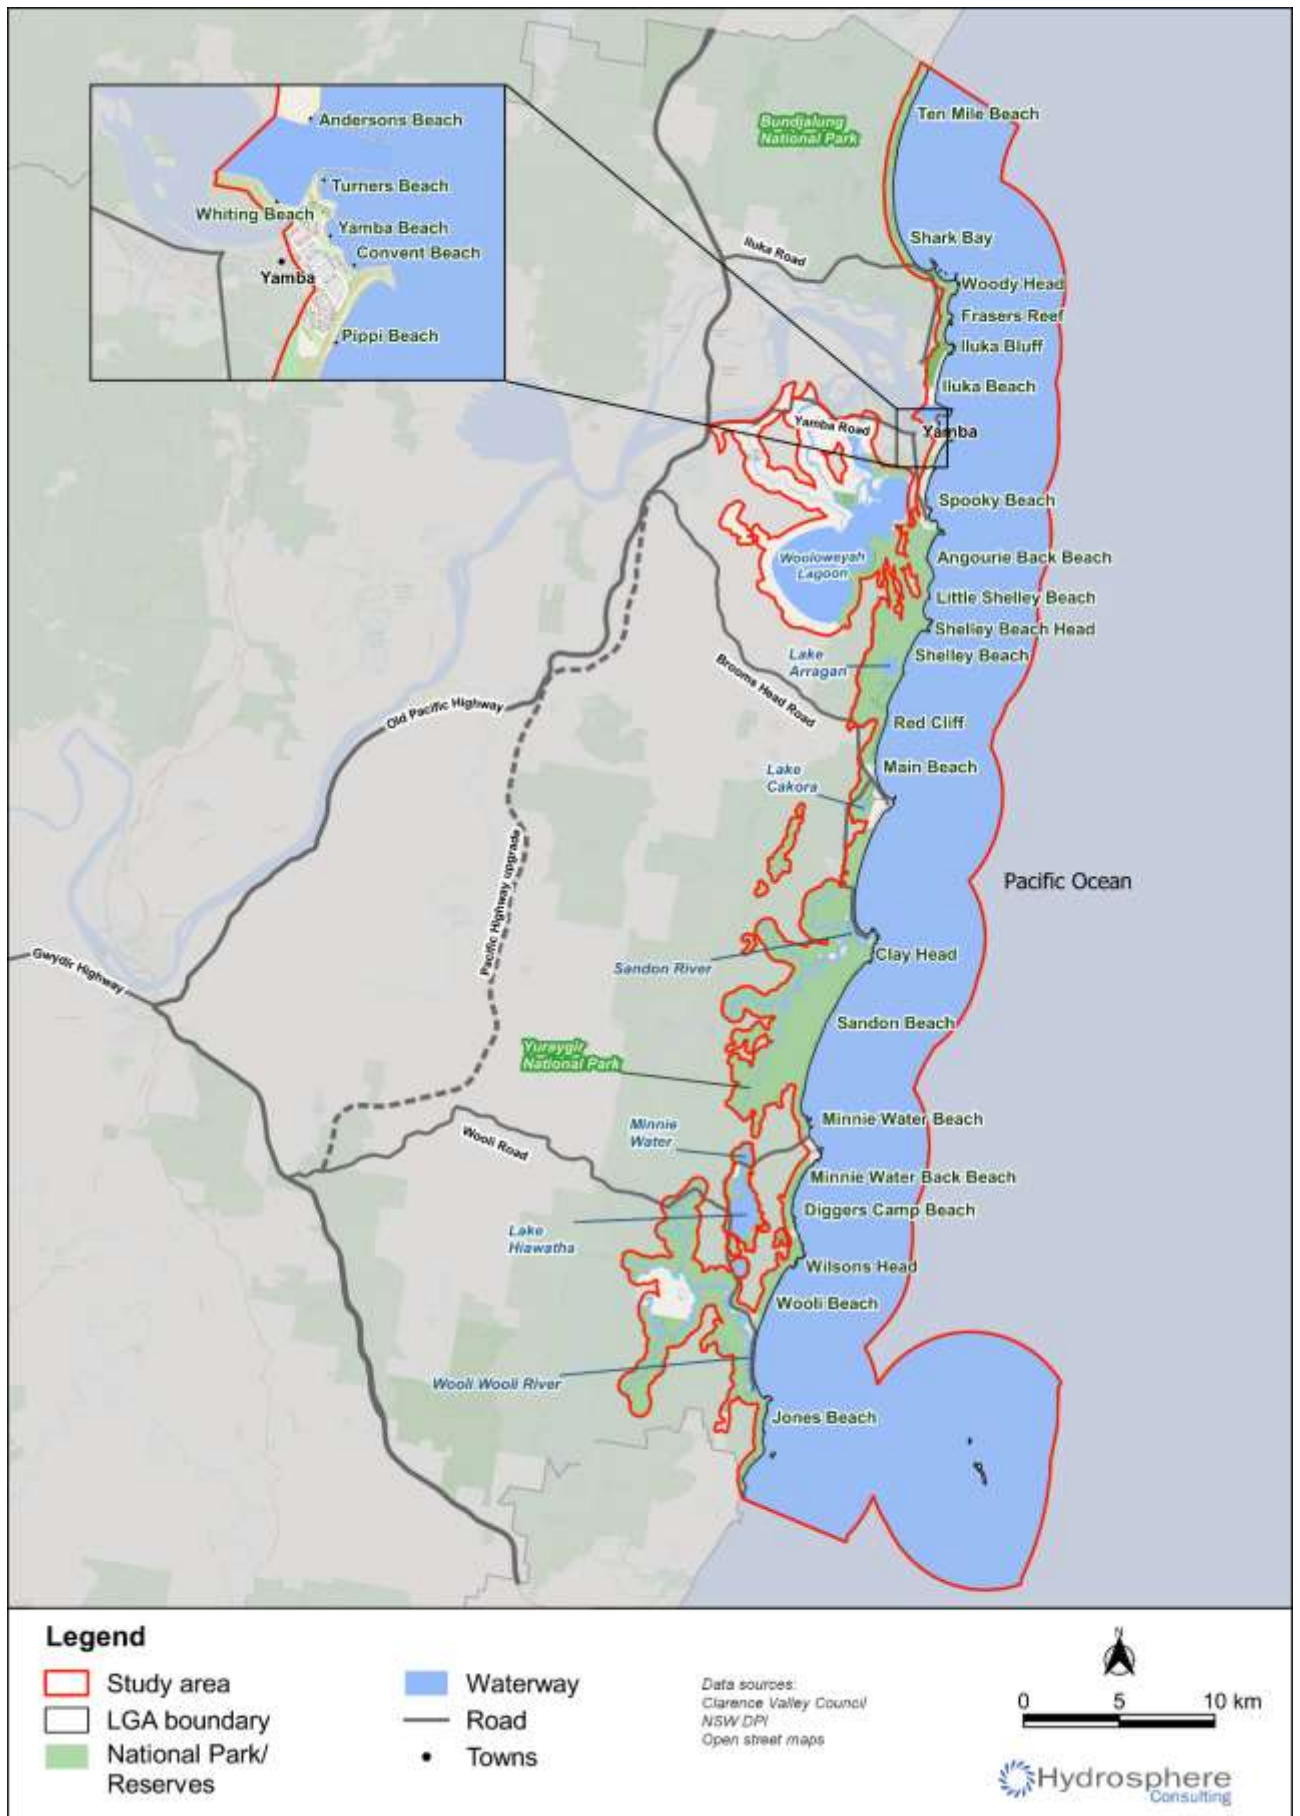 Andersons Beach
Turners Beach
Whiting Beach
Yamba Beach
Convent Beach
Yamba
Pippi Beach
Bundjalung
National Park
Ten Mile Beach
Shark Bay
Iluka Road
Woody Head
Frasers Reef
Iluka Bluff
Iluka Beach
Yamba Road
Yamba
Spooky Beach
Wooloweyah
Lagoon
Angourie Back Beach
Little Shelley Beach
Shelley Beach Head
Lake
Arragan
Shelley Beach
Brooms Head Road
Old Pacific Highway
Red Cliff
Lake
Cakora
Main Beach
Pacific Highway upgrade
Pacific Ocean
Gwydir Highway
Sandon River
Clay Head
Sandon Beach
Yuraygir
National Park
Minnie
Water
Minnie Water Beach
Wooli Road
Minnie Water Back Beach
Diggers Camp Beach
Lake
Hiawatha
Wilsons Head
Wooli Beach
Wooli Wooli River
Jones Beach
Legend
Study area
LGA boundary
National Park/
Reserves
Waterway
Road
Towns
Data sources:
Clarence Valley Council
NSW DPI
Open street maps
N
0 5 10 km
Hydrosphere
Consulting